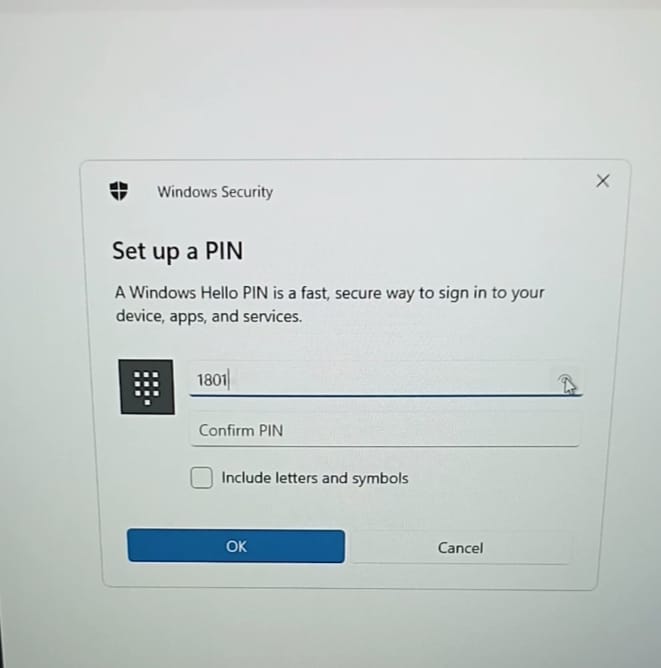 Windows Security
Set up a PIN
A Windows Hello PIN is a fast, secure way to sign in to your
device, apps, and services.
1801
Confirm PIN
Include letters and symbols
OK
Cancel